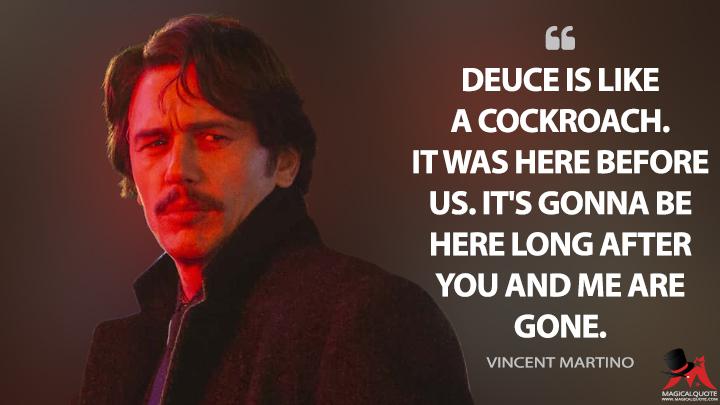 ❝
DEUCE IS LIKE
A COCKROACH.
IT WAS HERE BEFORE
US. IT'S GONNA BE
HERE LONG AFTER
YOU AND ME ARE
GONE.
VINCENT MARTINO
MAGICALQUOTE
WWW.MAGICALQUOTE.COM